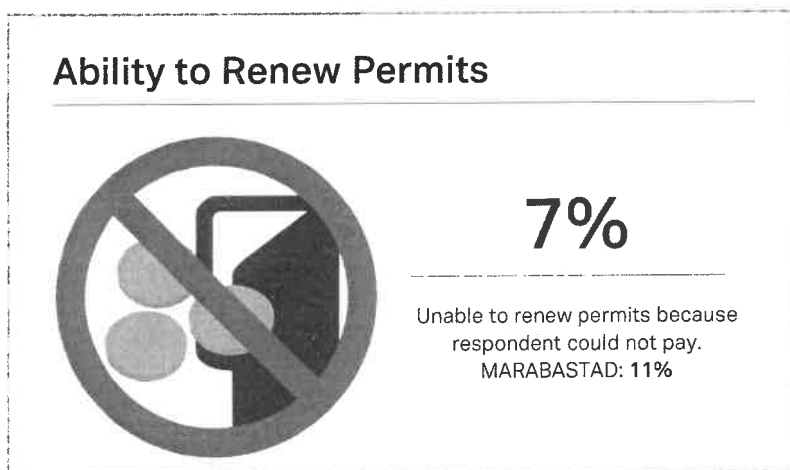 Ability to Renew Permits
7%
Unable to renew permits because
respondent could not pay.
MARABASTAD: 11%